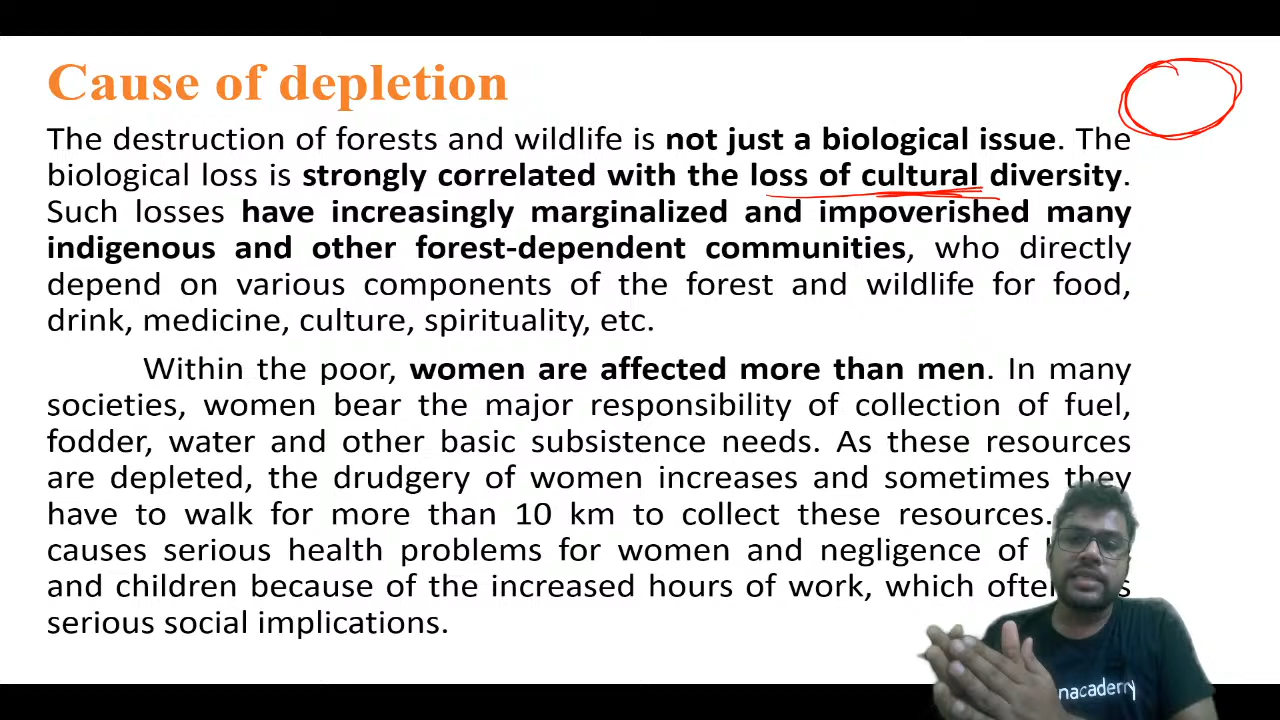 Cause of depletion
The destruction of forests and wildlife is not just a biological issue. The
biological loss is strongly correlated with the loss of cultural diversity.
Such losses have increasingly marginalized and impoverished many
indigenous and other forest-dependent communities, who directly
depend on various components of the forest and wildlife for food,
drink, medicine, culture, spirituality, etc.
Within the poor, women are affected more than men. In many
societies, women bear the major responsibility of collection of fuel,
fodder, water and other basic subsistence needs. As these resources
are depleted, the drudgery of women increases and sometimes they
have to walk for more than 10 km to collect these resources.
causes serious health problems for women and negligence of
and children because of the increased hours of work, which often
serious social implications.
nacademy